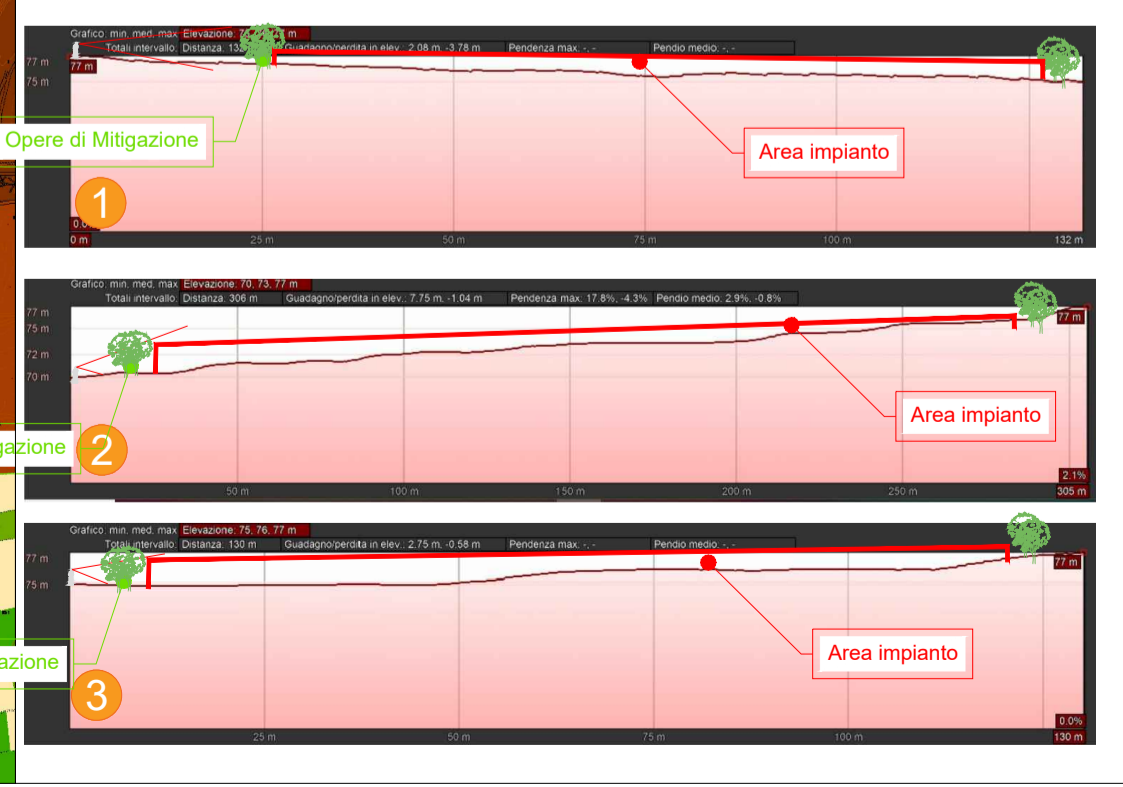 Grafico: min, med, max Elevazione: 7
Totali intervallo: Distanza: 132 Guadagno/perdita in elev.: 2.08 m, -3.78 m Pendenza max: -, - Pendio medio: -, -
77 m
77 m
75 m
Opere di Mitigazione
Area impianto
1
0 m
25 m
50 m
75 m
100 m
132 m
Grafico: min, med, max Elevazione: 70, 73, 77 m
Totali intervallo: Distanza: 306 m Guadagno/perdita in elev.: 7.75 m, -1.04 m Pendenza max: 17.8%, -4.3% Pendio medio: 2.9%, -0.8%
77 m
77 m
75 m
72 m
70 m
Area impianto
gazione
2
2.1%
50 m
100 m
150 m
200 m
250 m
305 m
Grafico: min, med, max Elevazione: 75, 76, 77 m
Totali intervallo: Distanza: 130 m Guadagno/perdita in elev.: 2.75 m, -0.58 m Pendenza max: -, - Pendio medio: -, -
77 m
77 m
75 m
Area impianto
azione
3
0.0%
25 m
50 m
75 m
100 m
130 m